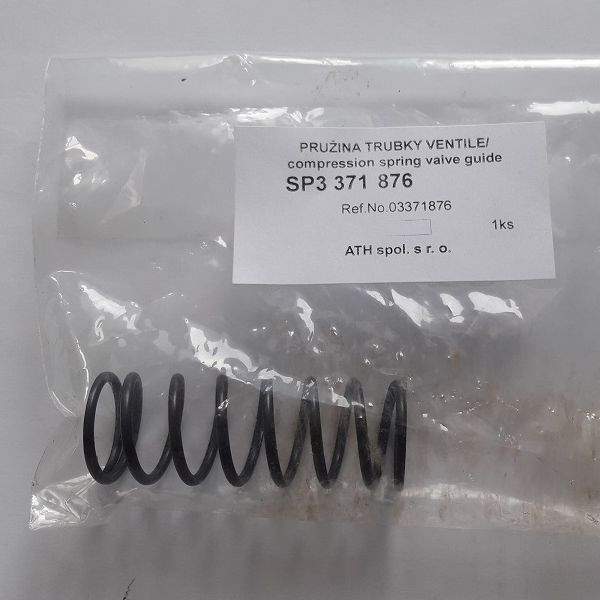 PRUŽINA TRUBKY VENTILE/
compression spring valve guide
SP3 371 876
Ref.No.03371876
1ks
ATH spol. s r. o.